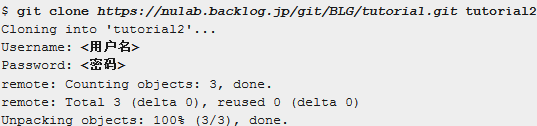 $ git clone https://nulab.backlog.jp/git/BLG/tutorial.git tutorial2
Cloning into 'tutorial2'...
Username: <用户名>
Password: <密码>
remote: Counting objects: 3, done.
remote: Total 3 (delta 0), reused 0 (delta 0)
Unpacking objects: 100% (3/3), done.